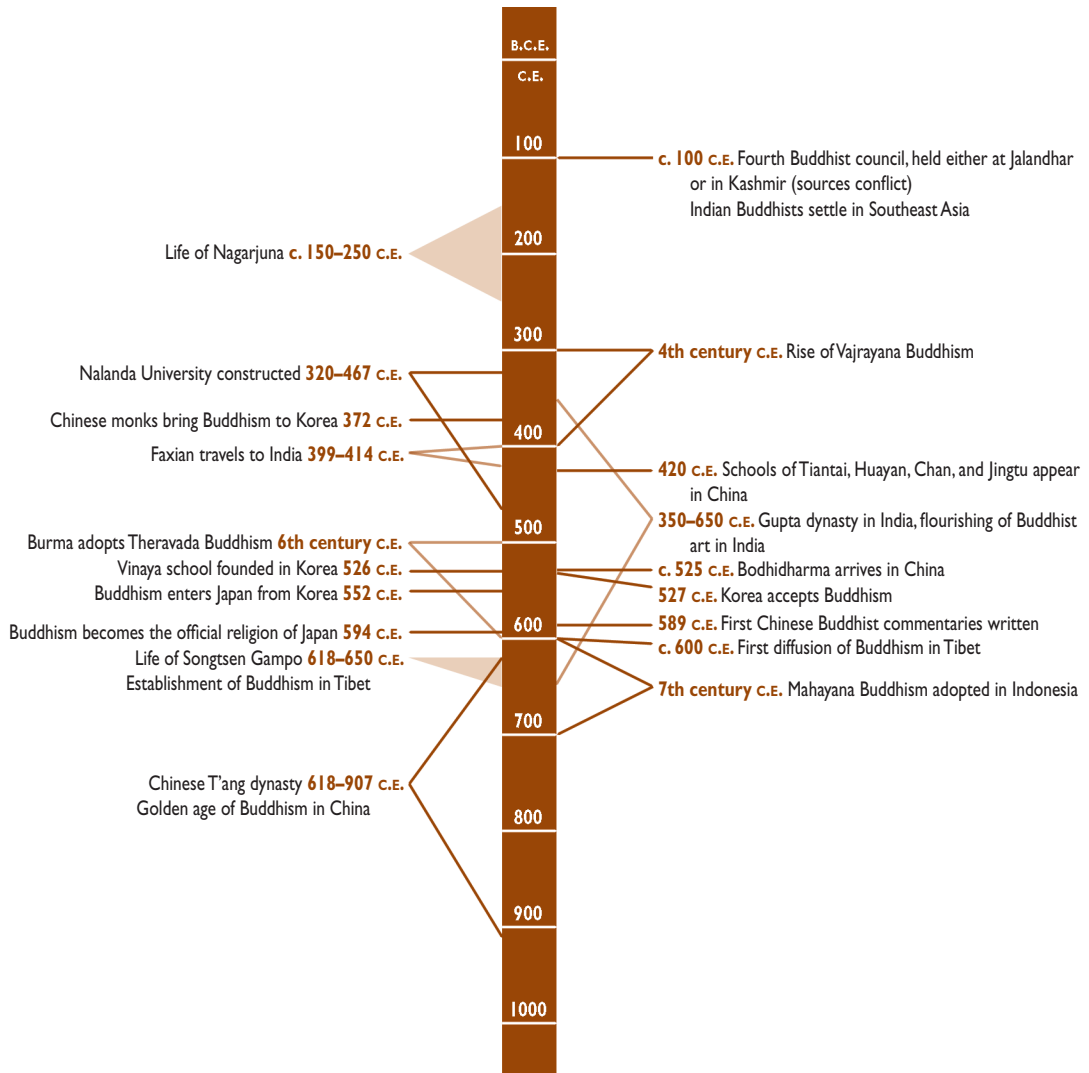 B.C.E.
C.E.
100
c. 100 C.E. Fourth Buddhist council, held either at Jalandhar
or in Kashmir (sources conflict)
Indian Buddhists settle in Southeast Asia
200
Life of Nagarjuna c. 150–250 C.E.
300
4th century C.E. Rise of Vajrayana Buddhism
Nalanda University constructed 320–467 C.E.
Chinese monks bring Buddhism to Korea 372 C.E.
400
Faxian travels to India 399–414 C.E.
420 C.E. Schools of Tiantai, Huayan, Chan, and Jingtu appear
in China
350–650 C.E. Gupta dynasty in India, flourishing of Buddhist
art in India
500
Burma adopts Theravada Buddhism 6th century C.E.
Vinaya school founded in Korea 526 C.E.
c. 525 C.E. Bodhidharma arrives in China
Buddhism enters Japan from Korea 552 C.E.
527 C.E. Korea accepts Buddhism
600
589 C.E. First Chinese Buddhist commentaries written
Buddhism becomes the official religion of Japan 594 C.E.
c. 600 C.E. First diffusion of Buddhism in Tibet
Life of Songtsen Gampo 618–650 C.E.
Establishment of Buddhism in Tibet
7th century C.E. Mahayana Buddhism adopted in Indonesia
700
Chinese T'ang dynasty 618–907 C.E.
Golden age of Buddhism in China
800
900
1000